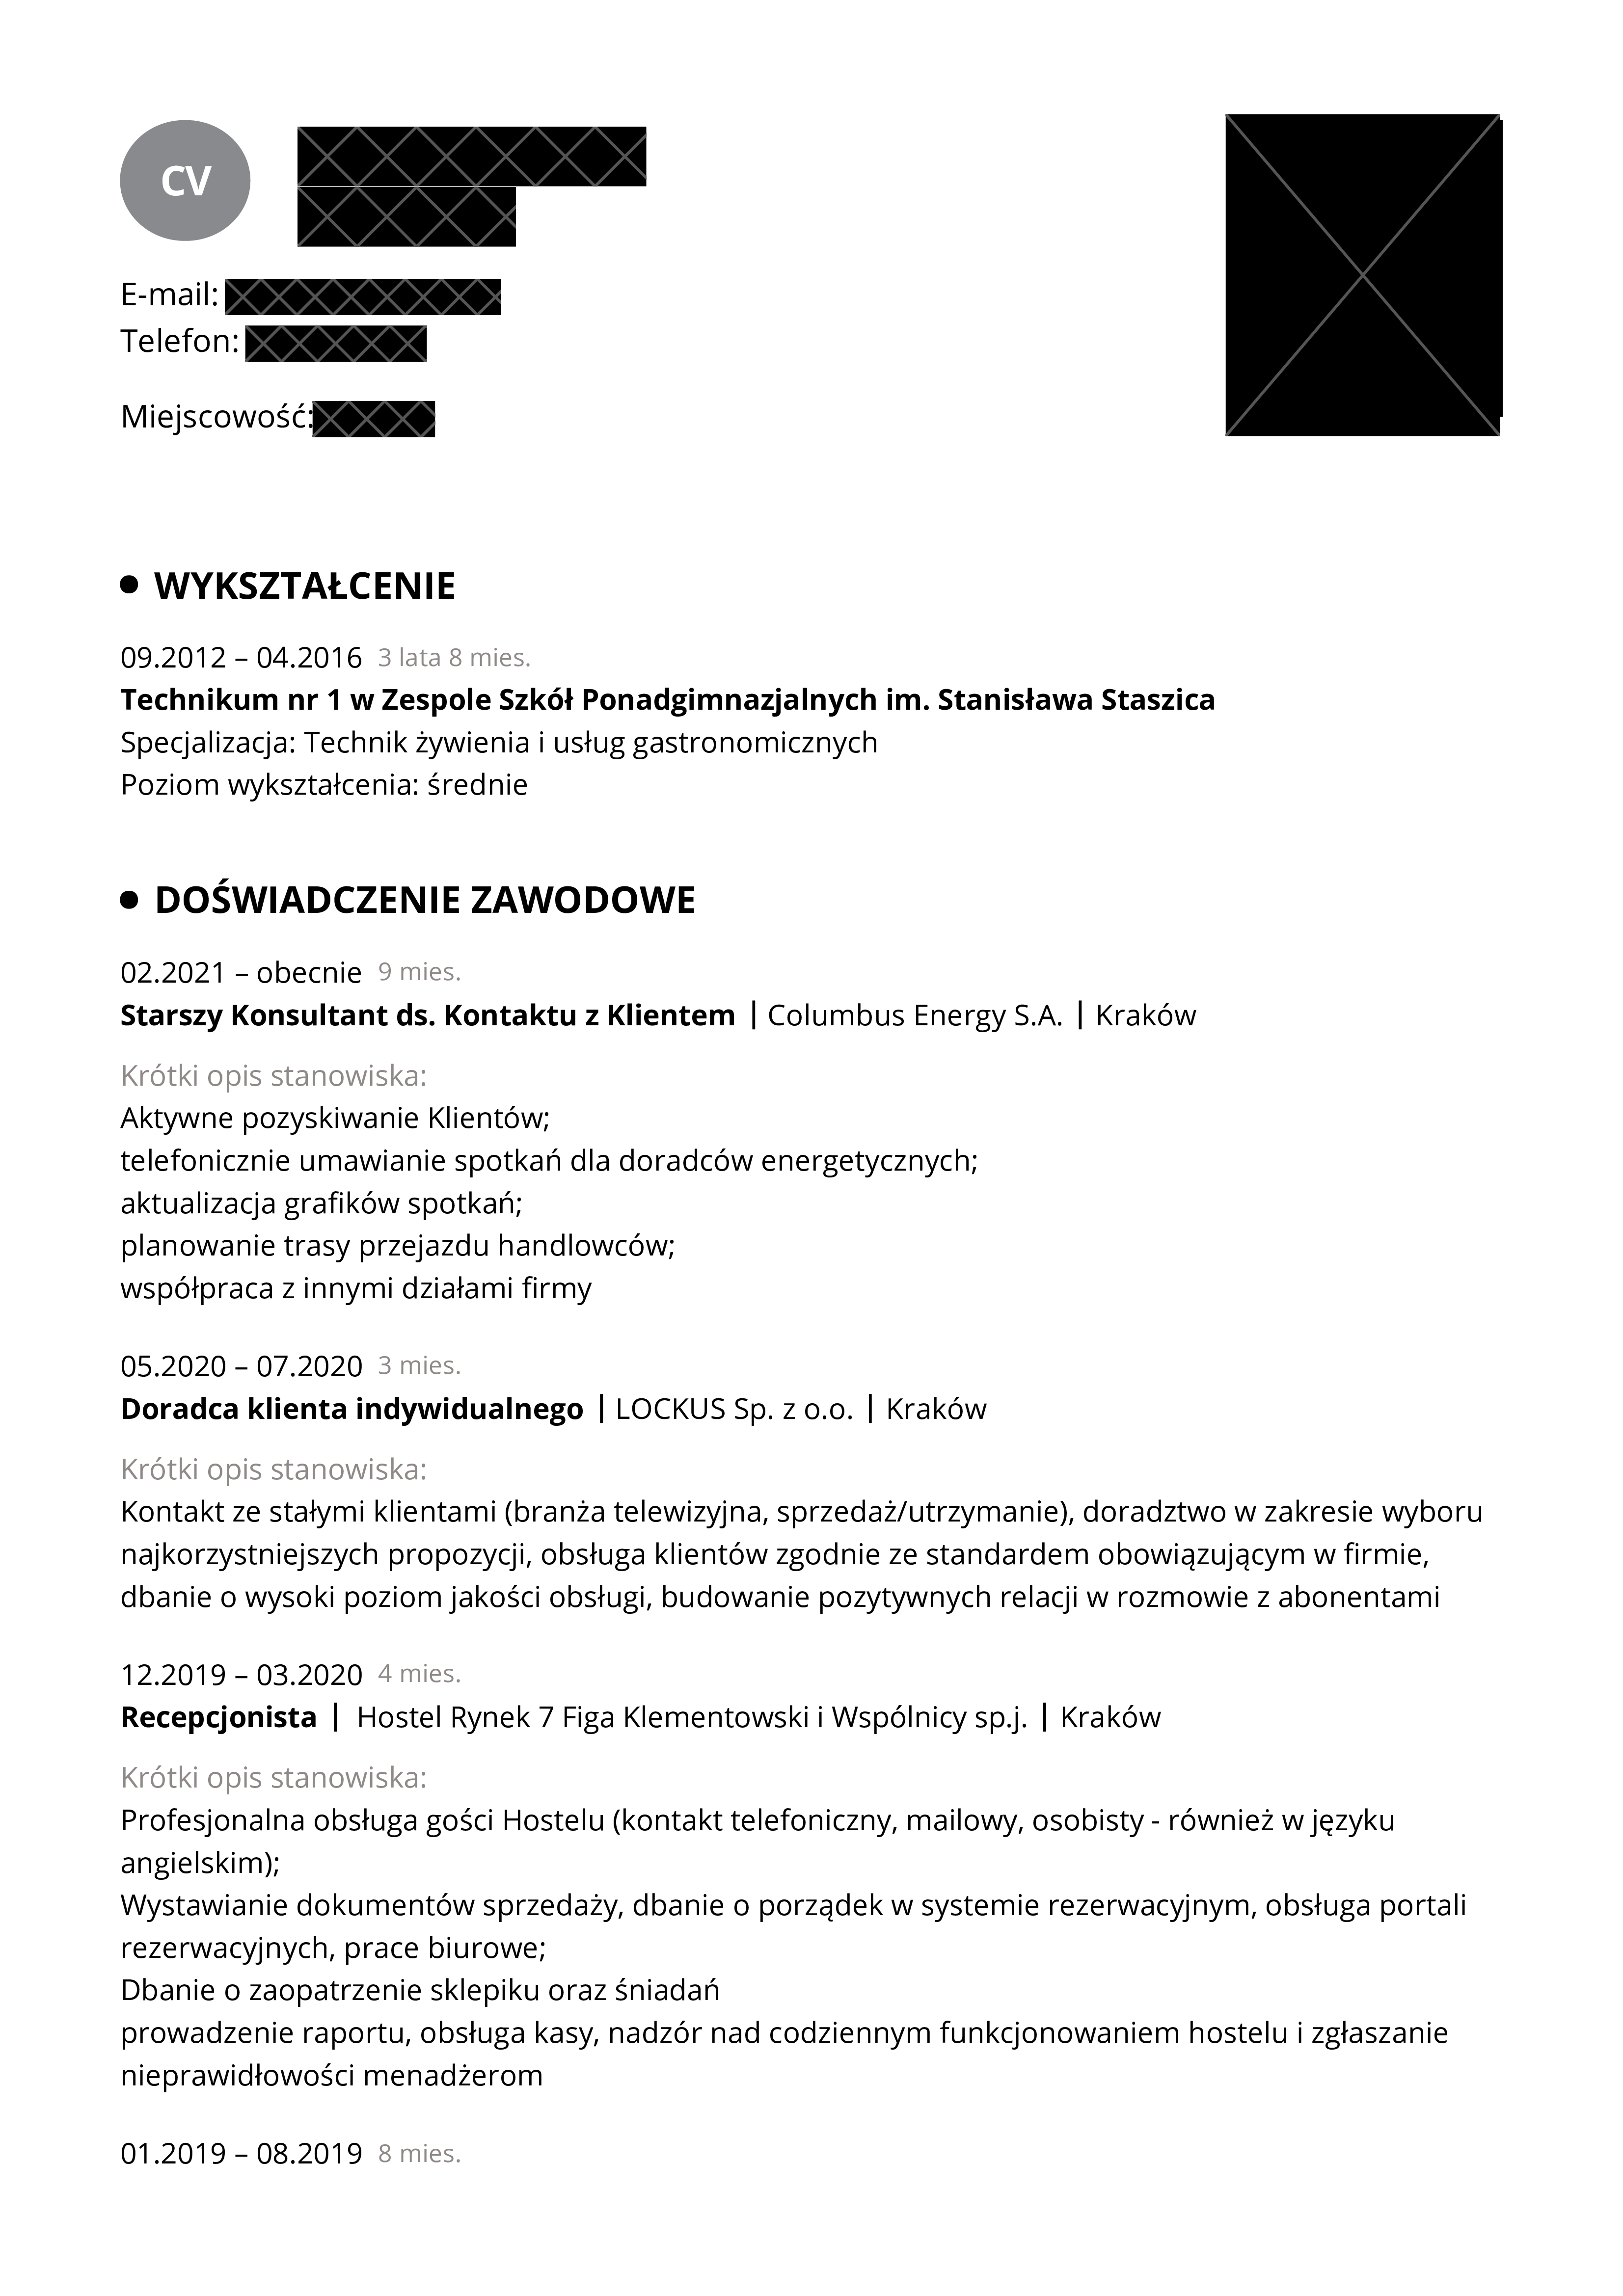 CV
E-mail:
Telefon:
Miejscowość:
WYKSZTAŁCENIE
09.2012 – 04.2016 3 lata 8 mies.
Technikum nr 1 w Zespole Szkół Ponadgimnazjalnych im. Stanisława Staszica
Specjalizacja: Technik żywienia i usług gastronomicznych
Poziom wykształcenia: średnie
DOŚWIADCZENIE ZAWODOWE
02.2021 – obecnie 9 mies.
Starszy Konsultant ds. Kontaktu z Klientem | Columbus Energy S.A. | Kraków
Krótki opis stanowiska:
Aktywne pozyskiwanie Klientów;
telefonicznie umawianie spotkań dla doradców energetycznych;
aktualizacja grafików spotkań;
planowanie trasy przejazdu handlowców;
współpraca z innymi działami firmy
05.2020 – 07.2020 3 mies.
Doradca klienta indywidualnego | LOCKUS Sp. z o.o. | Kraków
Krótki opis stanowiska:
Kontakt ze stałymi klientami (branża telewizyjna, sprzedaż/utrzymanie), doradztwo w zakresie wyboru
najkorzystniejszych propozycji, obsługa klientów zgodnie ze standardem obowiązującym w firmie,
dbanie o wysoki poziom jakości obsługi, budowanie pozytywnych relacji w rozmowie z abonentami
12.2019 – 03.2020 4 mies.
Recepcjonista | Hostel Rynek 7 Figa Klementowski i Wspólnicy sp.j. | Kraków
Krótki opis stanowiska:
Profesjonalna obsługa gości Hostelu (kontakt telefoniczny, mailowy, osobisty - również w języku
angielskim);
Wystawianie dokumentów sprzedaży, dbanie o porządek w systemie rezerwacyjnym, obsługa portali
rezerwacyjnych, prace biurowe;
Dbanie o zaopatrzenie sklepiku oraz śniadań
prowadzenie raportu, obsługa kasy, nadzór nad codziennym funkcjonowaniem hostelu i zgłaszanie
nieprawidłowości menadżerom
01.2019 – 08.2019 8 mies.